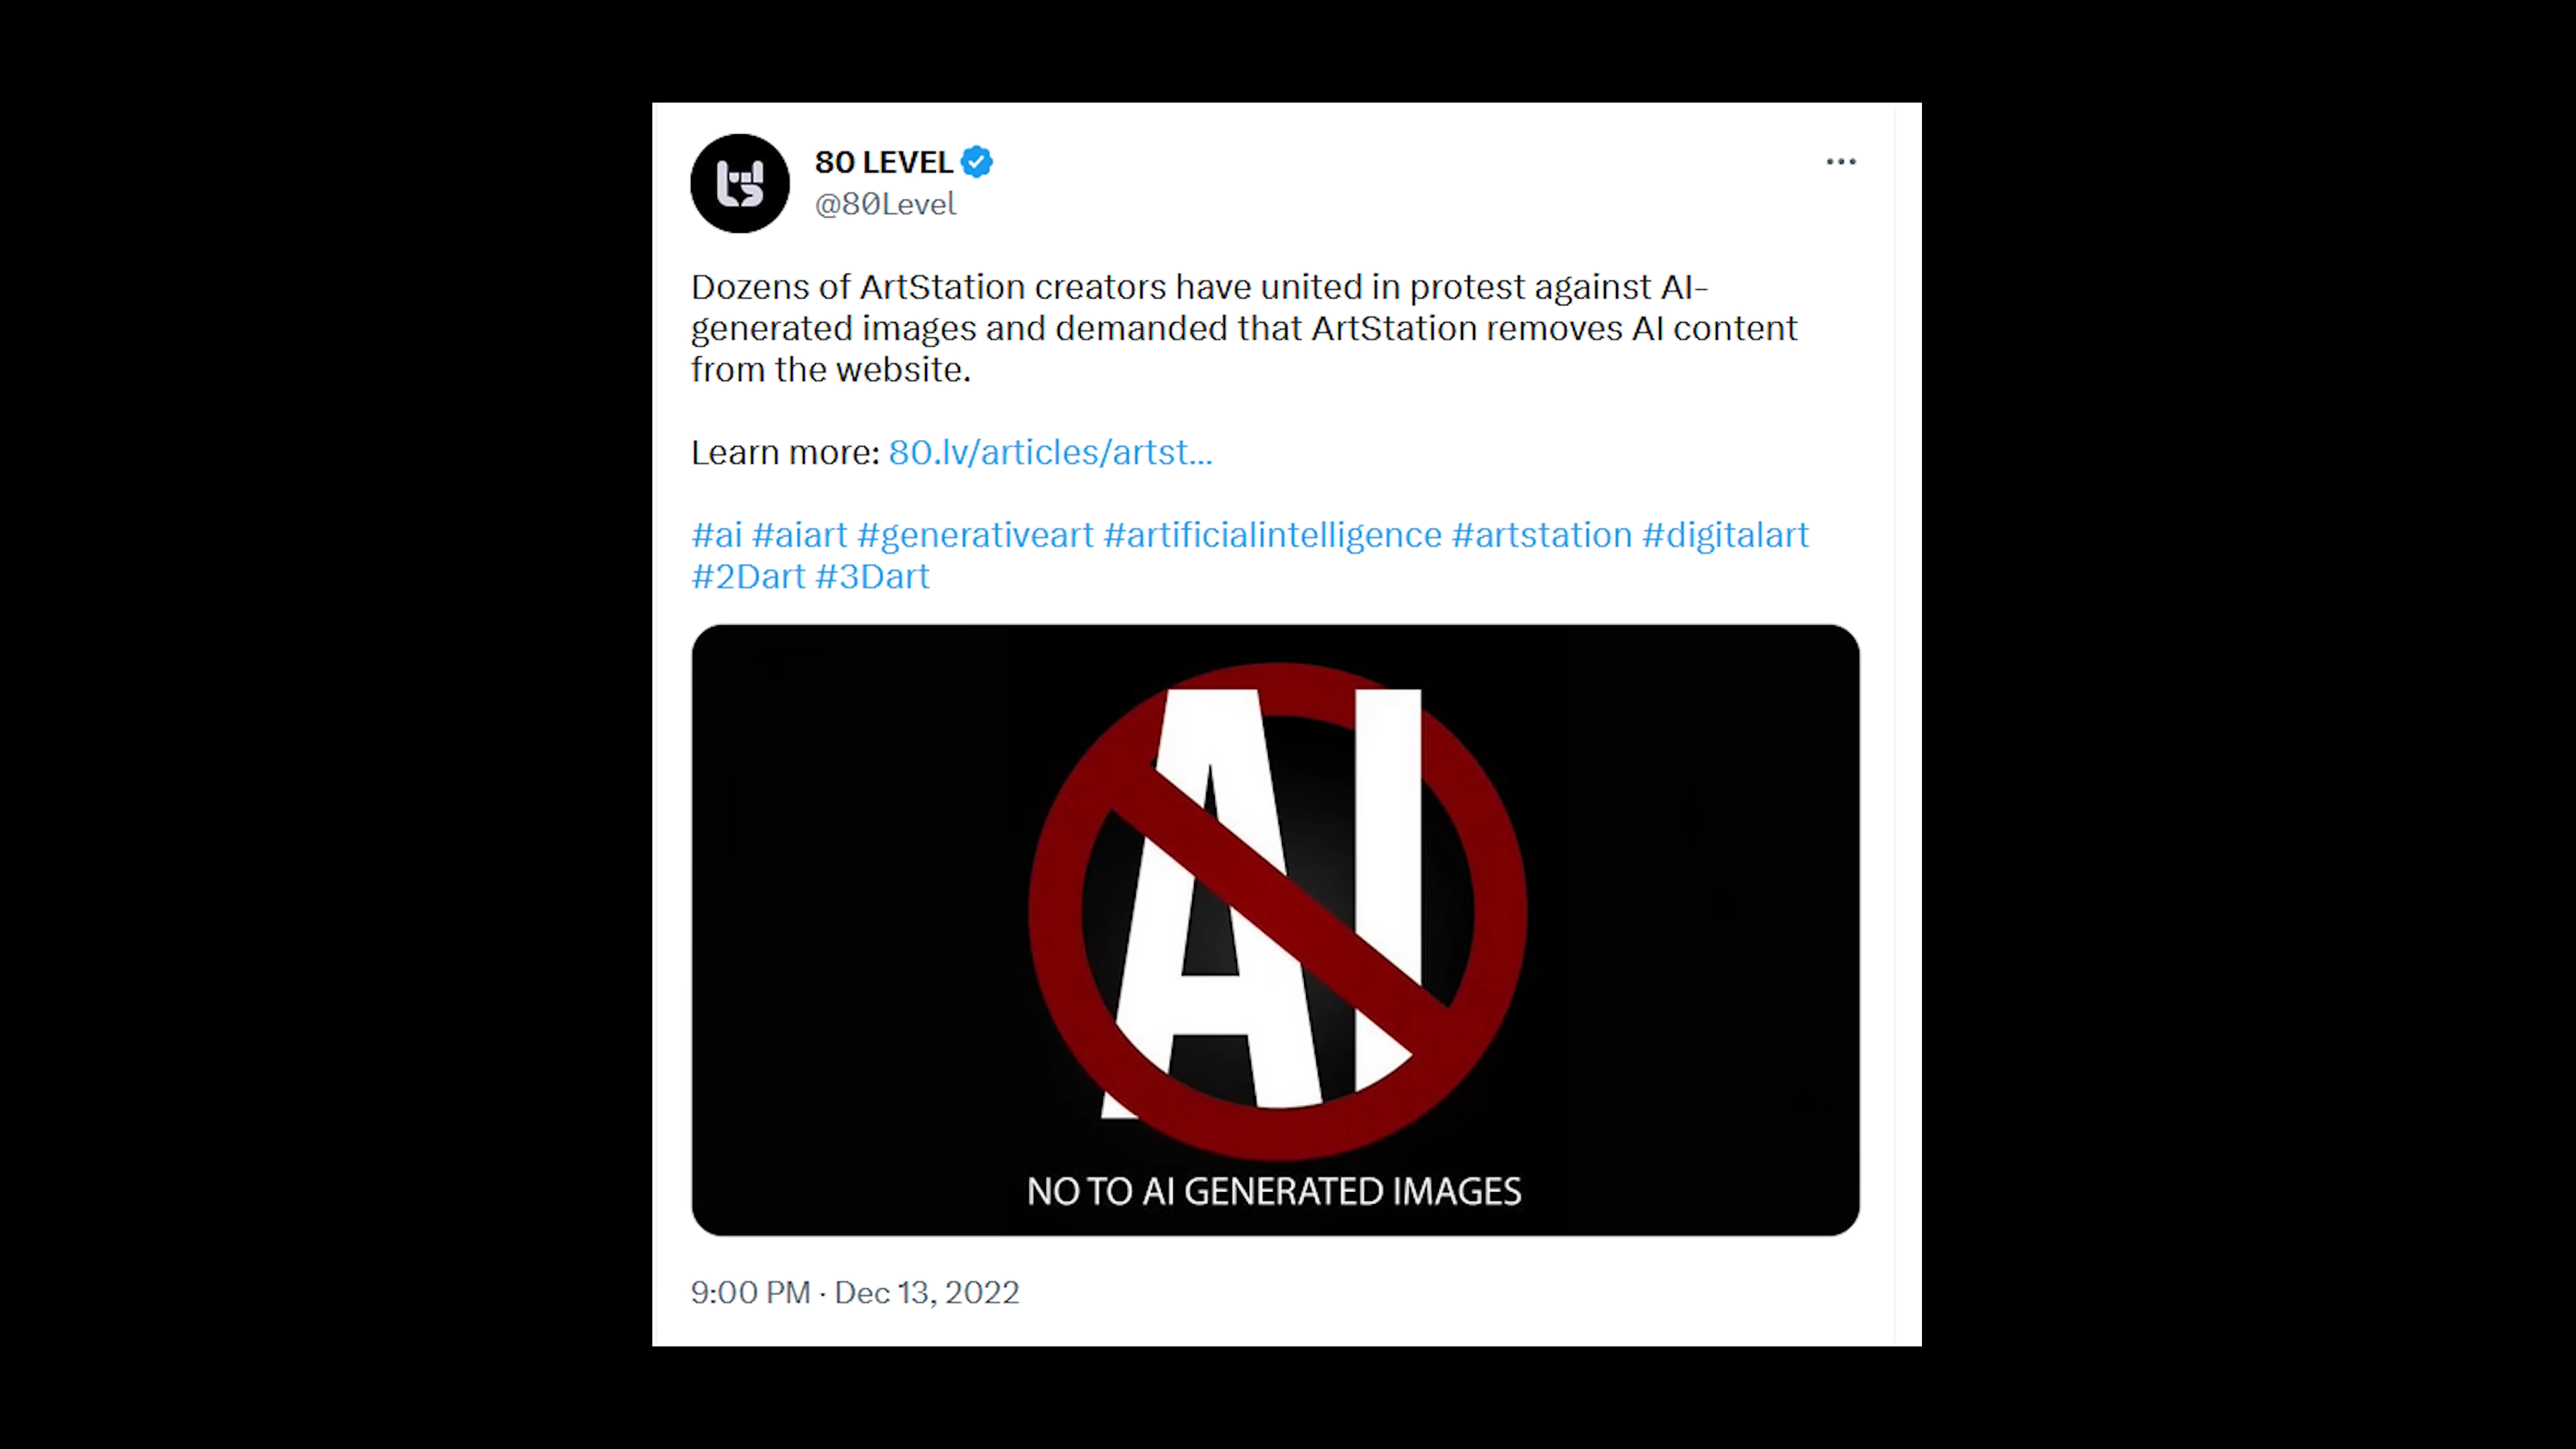 80 LEVEL
@80Level
Dozens of ArtStation creators have united in protest against AI-
generated images and demanded that ArtStation removes AI content
from the website.
Learn more: 80.lv/articles/artst...
#ai #aiart #generativeart #artificialintelligence #artstation #digitalart
#2Dart #3Dart
AI
NO TO AI GENERATED IMAGES
9:00 PM · Dec 13, 2022